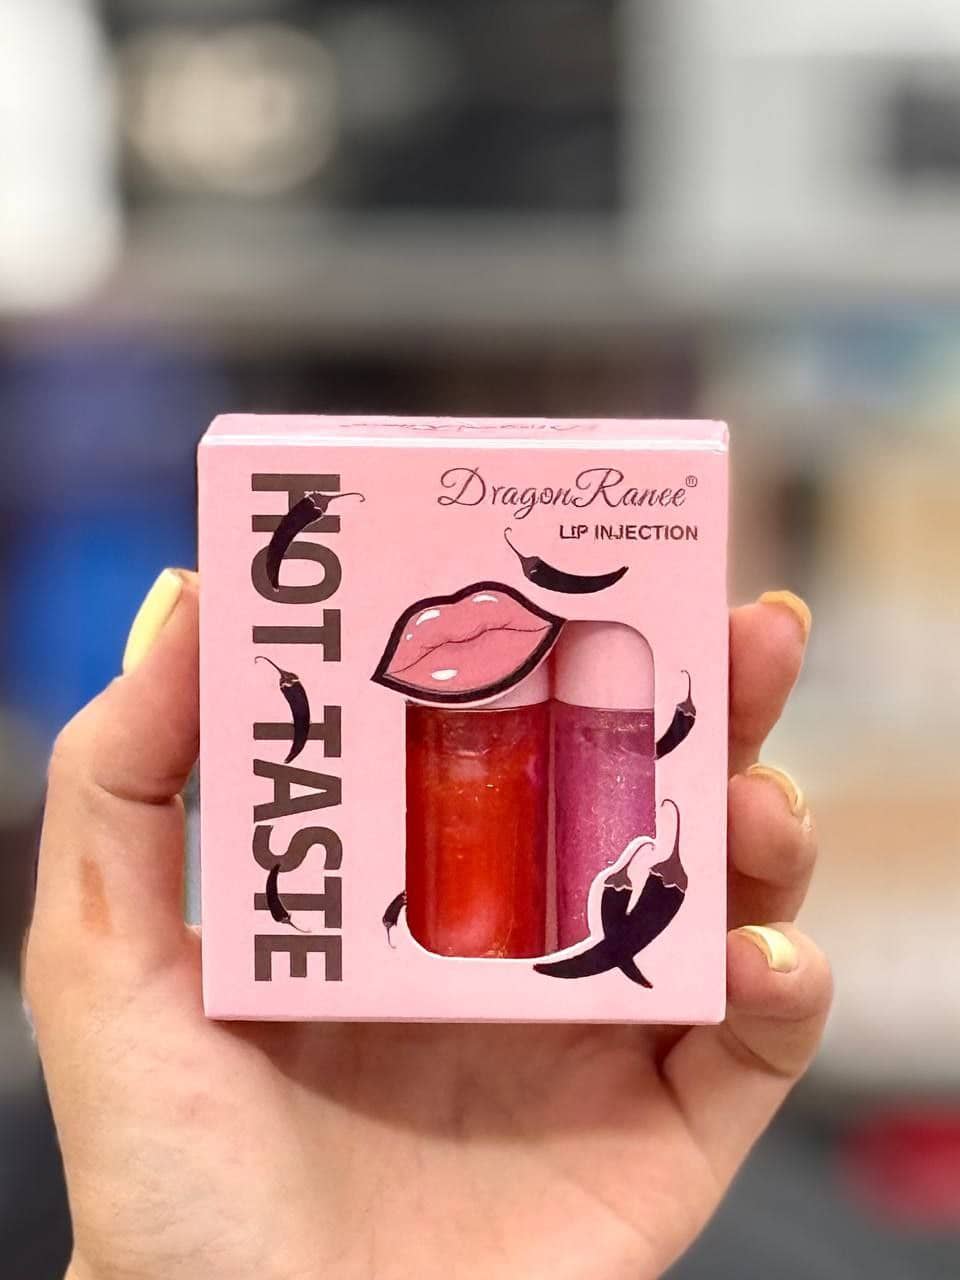 DragonRanee®
LIP INJECTION
HOT TASTE